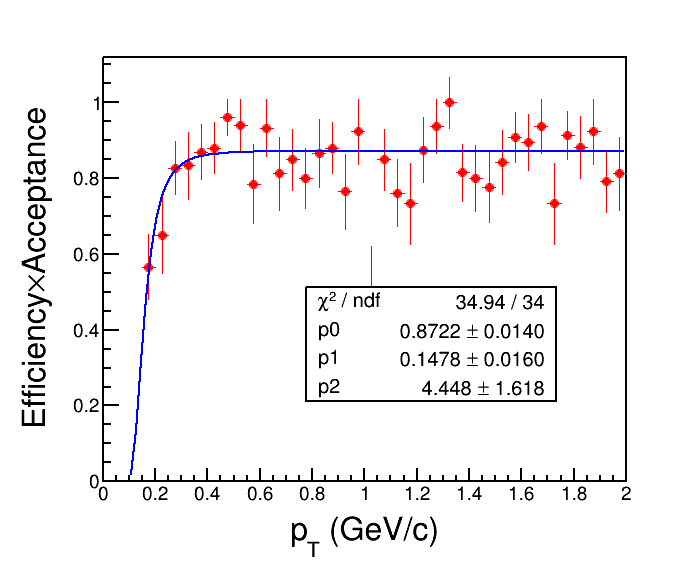 Efficiency×Acceptance
1
0.8
0.6
0.4
0.2
0
χ² / ndf 34.94 / 34
p0 0.8722 ± 0.0140
p1 0.1478 ± 0.0160
p2 4.448 ± 1.618
0 0.2 0.4 0.6 0.8 1 1.2 1.4 1.6 1.8 2
p_T (GeV/c)